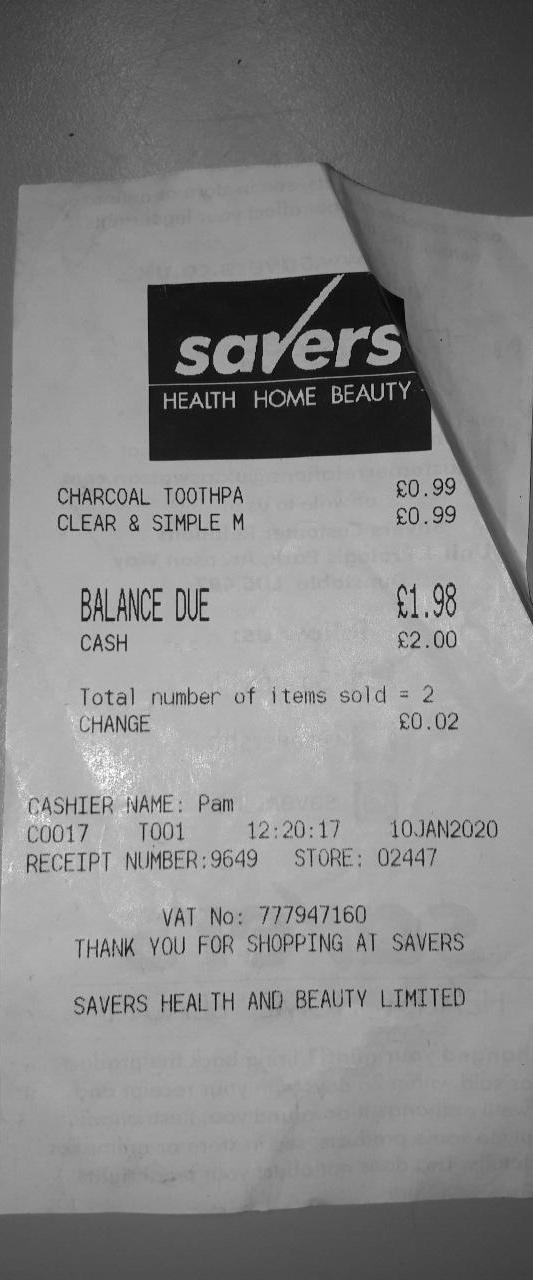 savers
HEALTH HOME BEAUTY
CHARCOAL TOOTHPA £0.99
CLEAR & SIMPLE M £0.99
BALANCE DUE £1.98
CASH £2.00
Total number of items sold = 2
CHANGE £0.02
CASHIER NAME: Pam
C0017 T001 12:20:17 10JAN2020
RECEIPT NUMBER:9649 STORE: 02447
VAT No: 777947160
THANK YOU FOR SHOPPING AT SAVERS
SAVERS HEALTH AND BEAUTY LIMITED